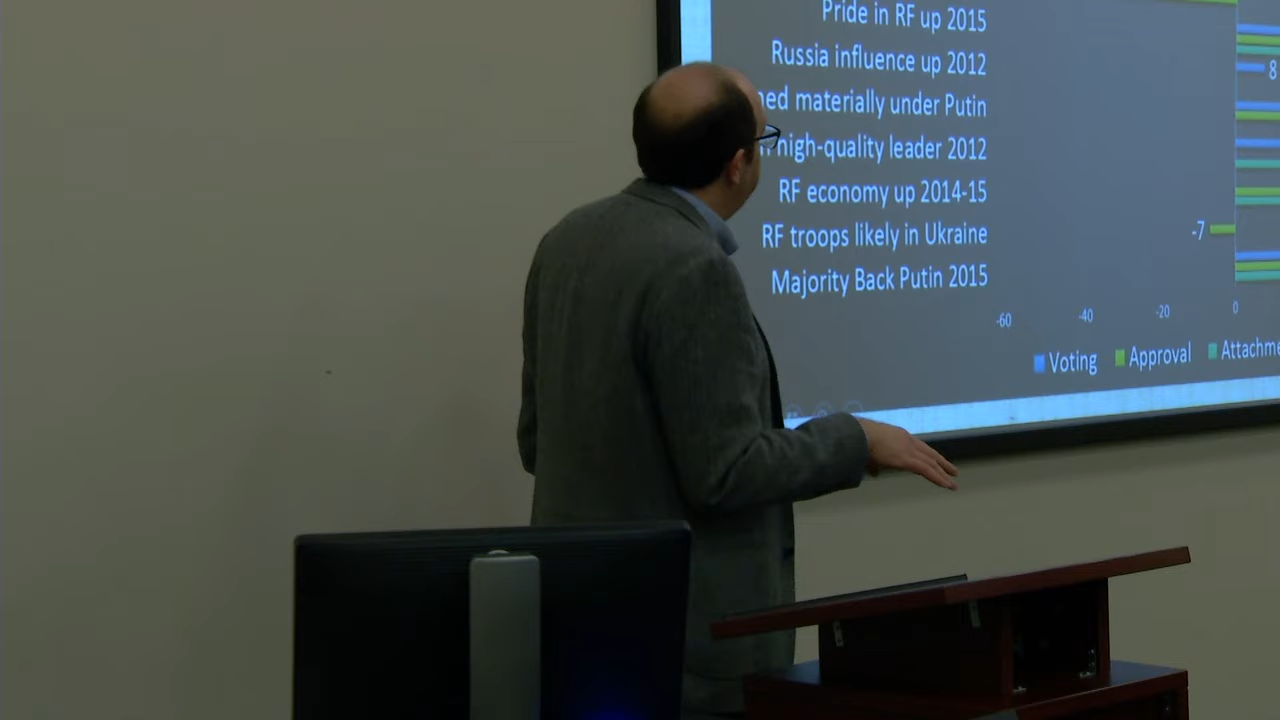 Pride in RF up 2015
Russia influence up 2012
8
materially under Putin
high-quality leader 2012
RF economy up 2014-15
RF troops likely in Ukraine
-7
Majority Back Putin 2015
-60 -40 -20 0
Voting Approval Attachme